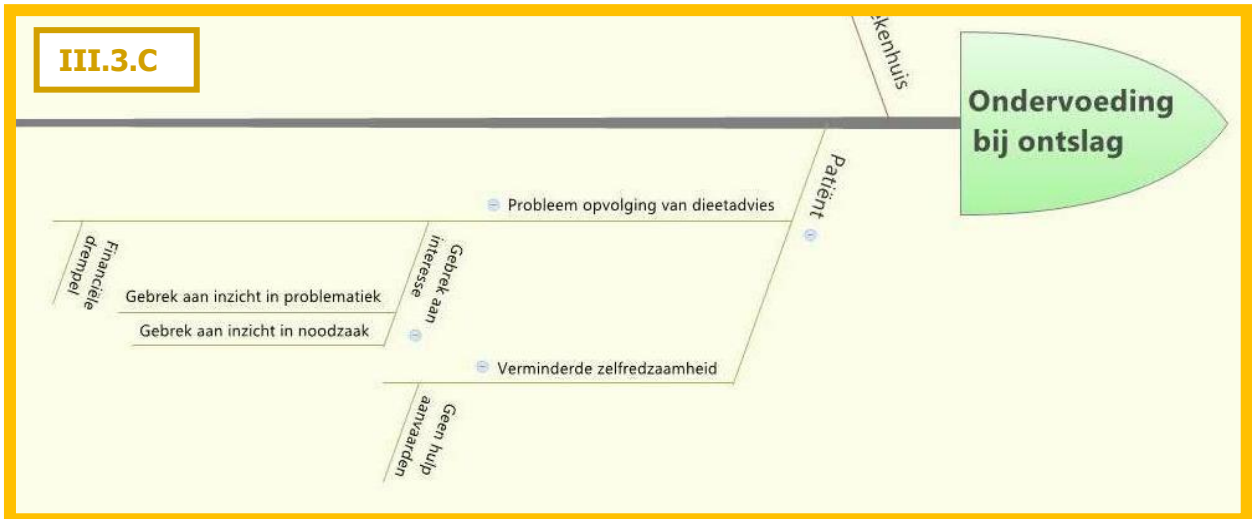 III.3.C
ekenhuis
Ondervoeding
bij ontslag
Patiënt
Probleem opvolging van dieetadvies
Gebrek aan
interesse
Financiële
drempel
Gebrek aan inzicht in problematiek
Gebrek aan inzicht in noodzaak
Verminderde zelfredzaamheid
Geen hulp
aanvaarden